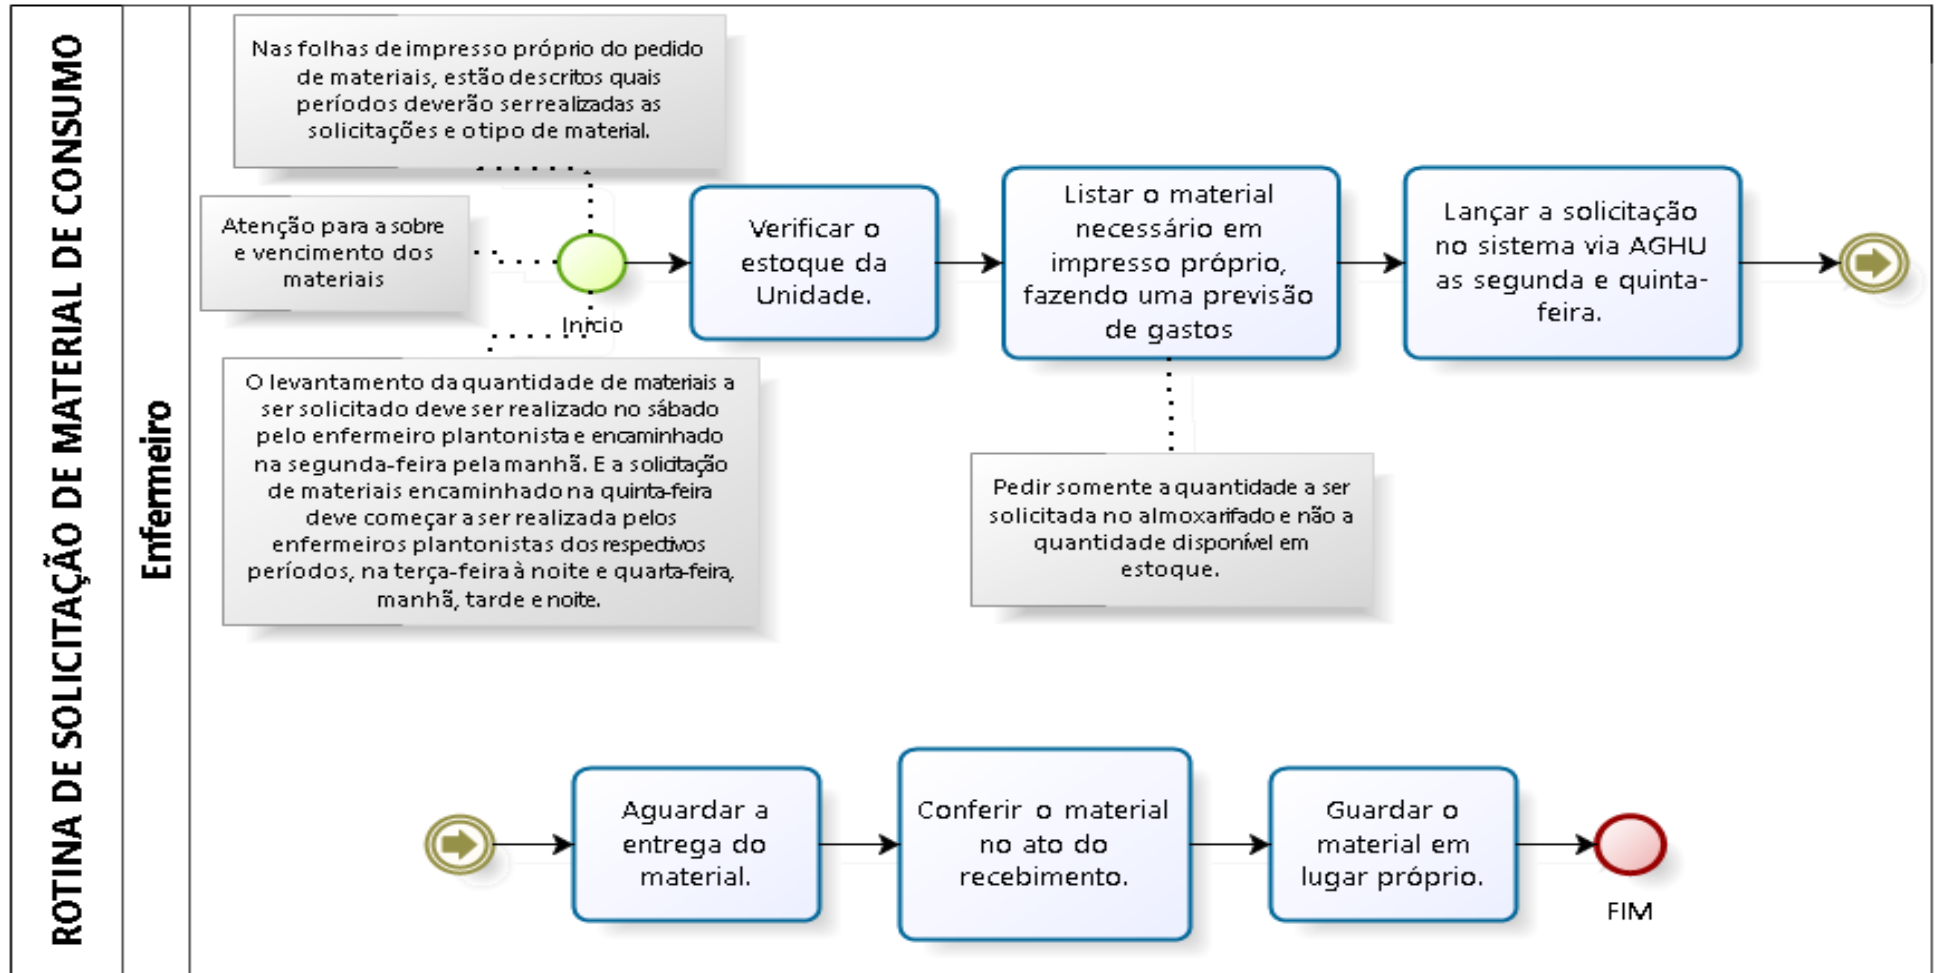 ROTINA DE SOLICITAÇÃO DE MATERIAL DE CONSUMO
Enfermeiro
Nas folhas de impresso próprio do pedido
de materiais, estão descritos quais
períodos deverão ser realizadas as
solicitações e o tipo de material.
Atenção para a sobre
e vencimento dos
materiais
Início
O levantamento da quantidade de materiais a
ser solicitado deve ser realizado no sábado
pelo enfermeiro plantonista e encaminhado
na segunda-feira pela manhã. E a solicitação
de materiais encaminhado na quinta-feira
deve começar a ser realizada pelos
enfermeiros plantonistas dos respectivos
períodos, na terça-feira à noite e quarta-feira,
manhã, tarde e noite.
Verificar o
estoque da
Unidade.
Listar o material
necessário em
impresso próprio,
fazendo uma previsão
de gastos
Pedir somente a quantidade a ser
solicitada no almoxarifado e não a
quantidade disponível em
estoque.
Lançar a solicitação
no sistema via AGHU
as segunda e quinta-
feira.
Aguardar a
entrega do
material.
Conferir o material
no ato do
recebimento.
Guardar o
material em
lugar próprio.
FIM